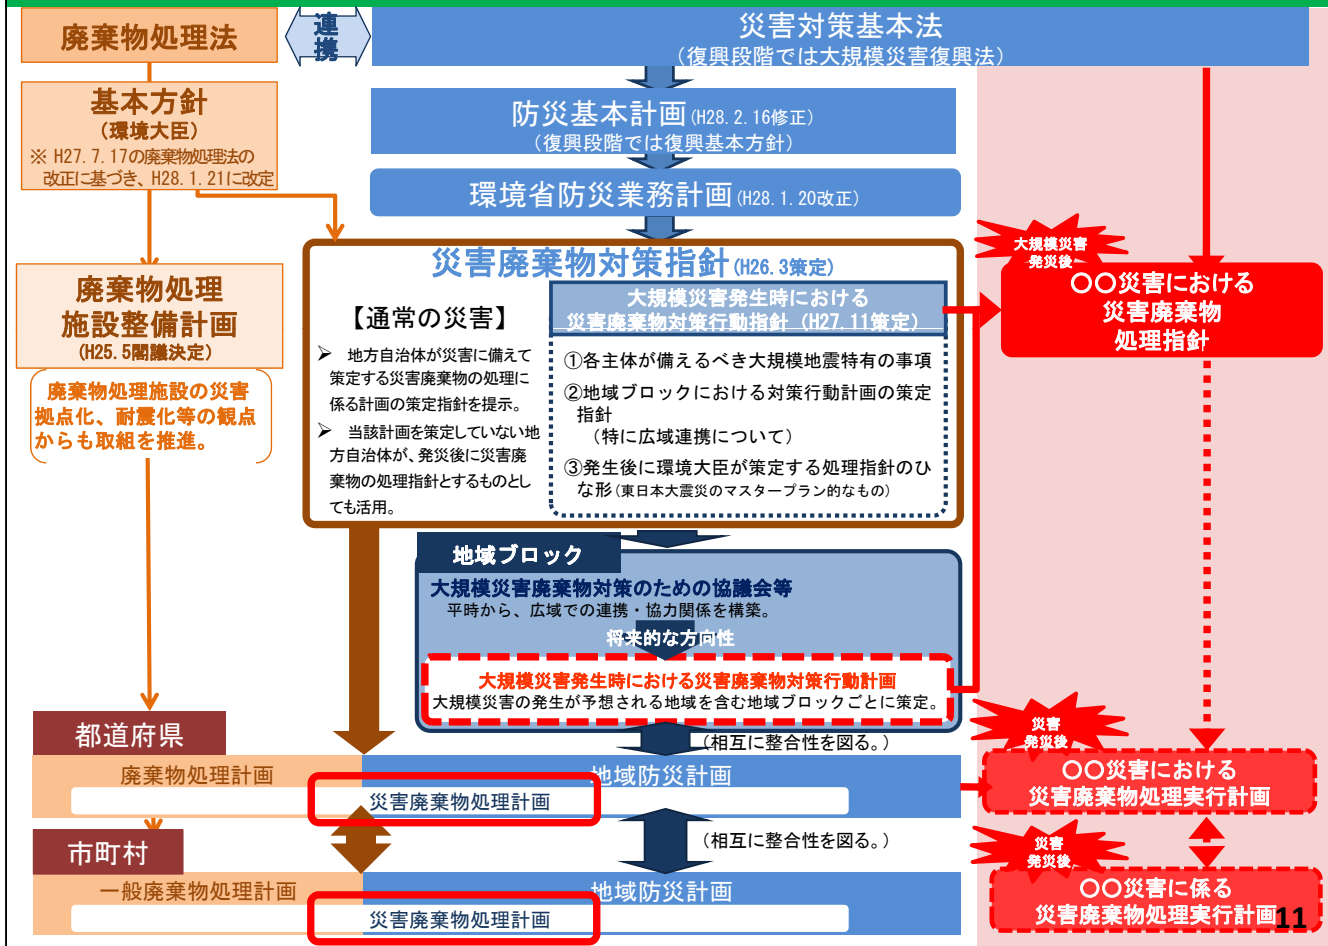 廃棄物処理法
連携
災害対策基本法
(復興段階では大規模災害復興法)
基本方針
(環境大臣)
※ H27.7.17の廃棄物処理法の
改正に基づき、H28.1.21に改定
防災基本計画(H28.2.16修正)
(復興段階では復興基本方針)
環境省防災業務計画(H28.1.20改正)
廃棄物処理
施設整備計画
(H25.5閣議決定)
廃棄物処理施設の災害
拠点化、耐震化等の観点
からも取組を推進。
災害廃棄物対策指針(H26.3策定)
【通常の災害】
➢ 地方自治体が災害に備えて
策定する災害廃棄物の処理に
係る計画の策定指針を提示。
➢ 当該計画を策定していない地
方自治体が、発災後に災害廃
棄物の処理指針とするものとし
ても活用。
大規模災害発生時における
災害廃棄物対策行動指針 (H27.11策定)
①各主体が備えるべき大規模地震特有の事項
②地域ブロックにおける対策行動計画の策定
指針
(特に広域連携について)
③発生後に環境大臣が策定する処理指針のひ
な形(東日本大震災のマスタープラン的なもの)
大規模災害
発災後
〇〇災害における
災害廃棄物
処理指針
地域ブロック
大規模災害廃棄物対策のための協議会等
平時から、広域での連携・協力関係を構築。
将来的な方向性
大規模災害発生時における災害廃棄物対策行動計画
大規模災害の発生が予想される地域を含む地域ブロックごとに策定。
都道府県
(相互に整合性を図る。)
廃棄物処理計画
地域防災計画
災害廃棄物処理計画
災害
発災後
〇〇災害における
災害廃棄物処理実行計画
市町村
(相互に整合性を図る。)
一般廃棄物処理計画
地域防災計画
災害廃棄物処理計画
災害
発災後
〇〇災害に係る
災害廃棄物処理実行計画
11